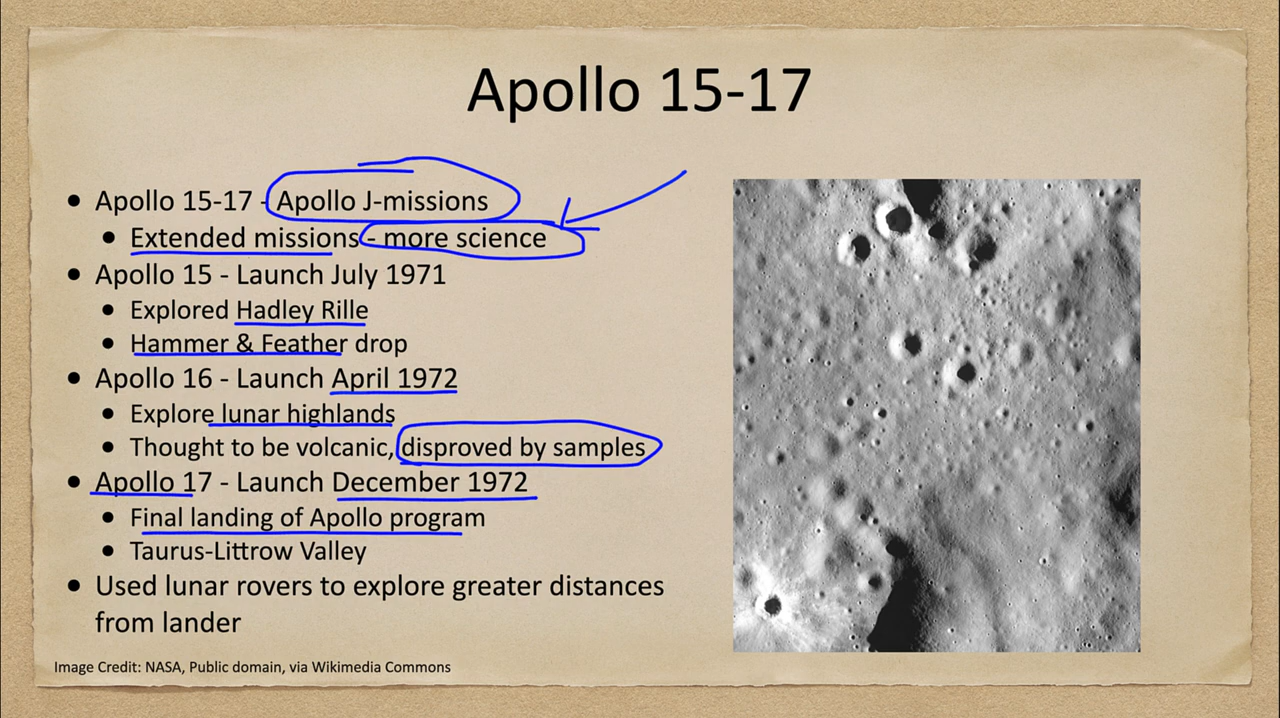 Apollo 15-17
• Apollo 15-17 - Apollo J-missions
• Extended missions - more science
• Apollo 15 - Launch July 1971
• Explored Hadley Rille
• Hammer & Feather drop
• Apollo 16 - Launch April 1972
• Explore lunar highlands
• Thought to be volcanic, disproved by samples
• Apollo 17 - Launch December 1972
• Final landing of Apollo program
• Taurus-Littrow Valley
• Used lunar rovers to explore greater distances
from lander
Image Credit: NASA, Public domain, via Wikimedia Commons